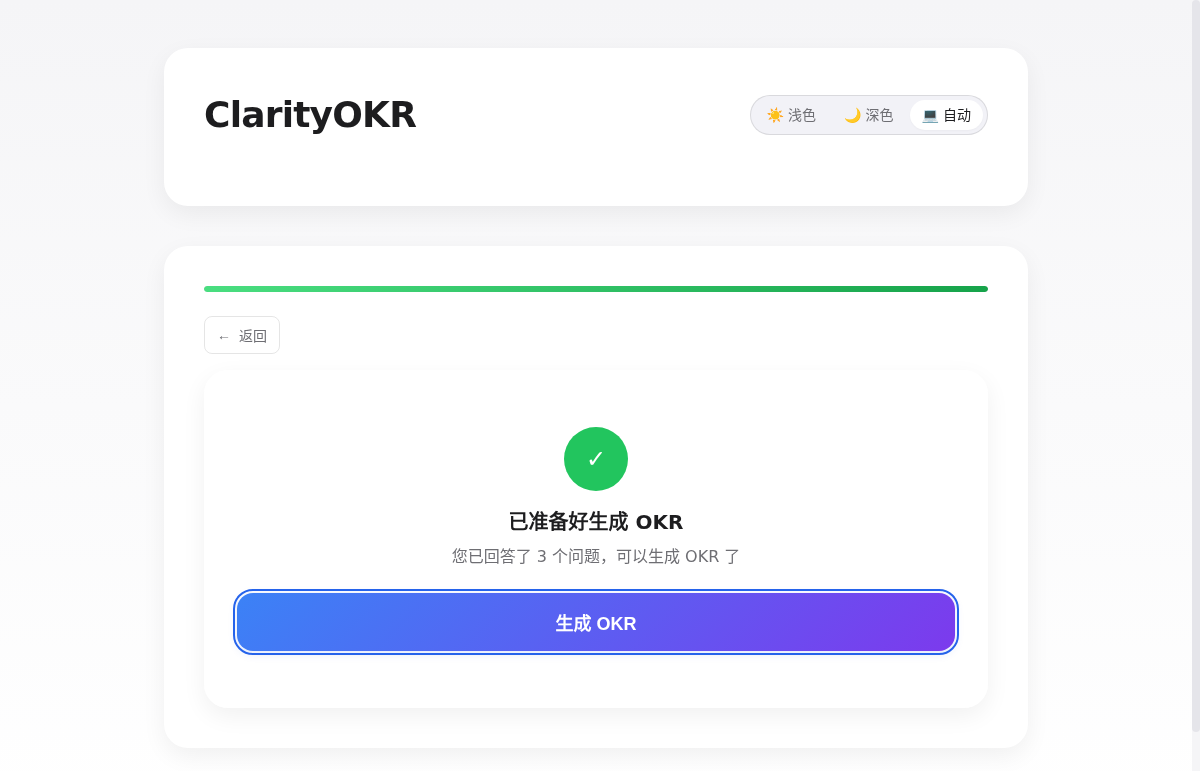 ClarityOKR
☀️ 浅色 🌙 深色 💻 自动
← 返回
✓
已准备好生成 OKR
您已回答了 3 个问题，可以生成 OKR 了
生成 OKR